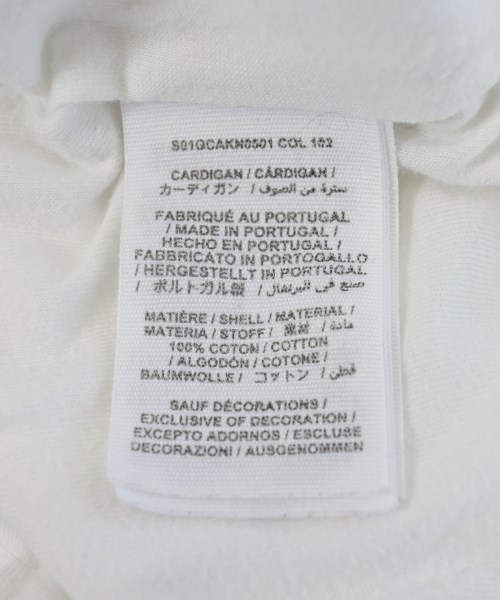 S01GCAKN0501 COL 102
CARDIGAN / CÁRDIGAN /
カーディガン / سترة من الصوف
FABRIQUÉ AU PORTUGAL
/ MADE IN PORTUGAL /
HECHO EN PORTUGAL /
FABBRICATO IN PORTOGALLO
/ HERGESTELLT IN PORTUGAL
/ ポルトガル製 / صنع في البرتغال
MATIÈRE / SHELL / MATERIAL /
MATERIA / STOFF / 素材 / مادة /
100% COTON / COTTON
/ ALGODÓN / COTONE /
BAUMWOLLE / コットン / قطن
SAUF DÉCORATIONS /
EXCLUSIVE OF DECORATION /
EXCEPTO ADORNOS / ESCLUSE
DECORAZIONI / AUSGENOMMEN